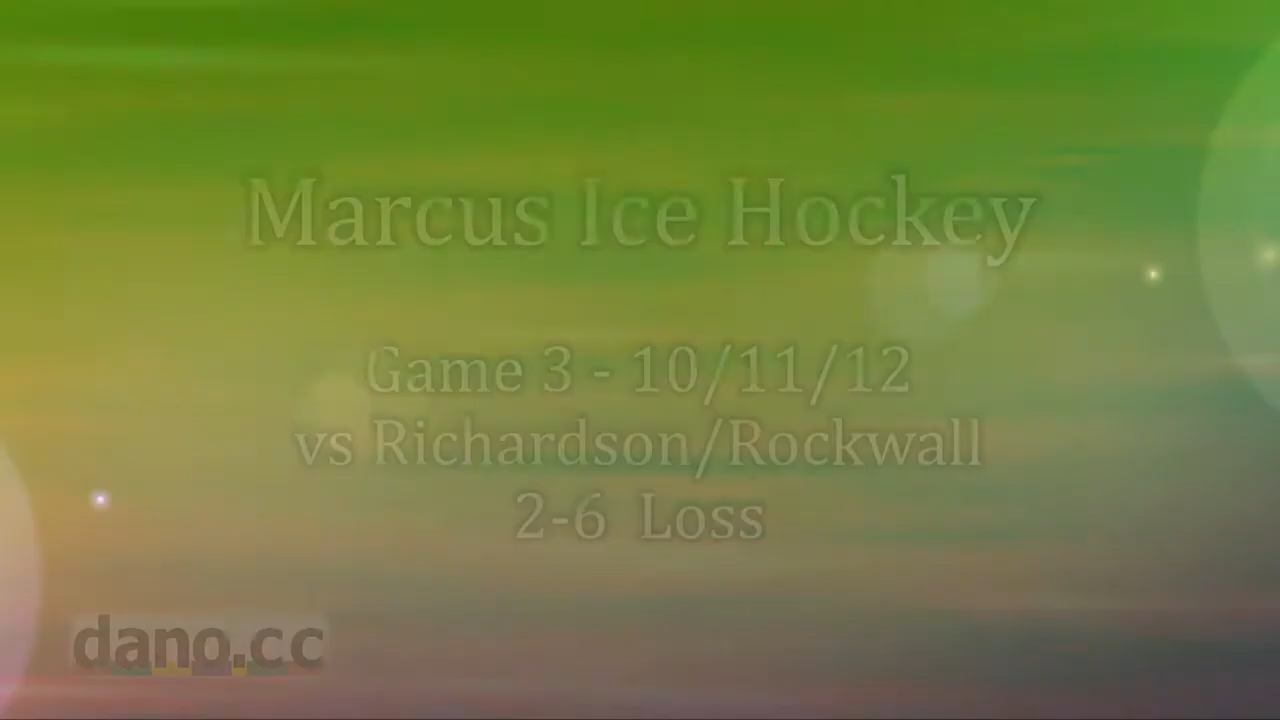 Marcus Ice Hockey
Game 3 - 10/11/12
vs Richardson/Rockwall
2-6 Loss
dano.cc